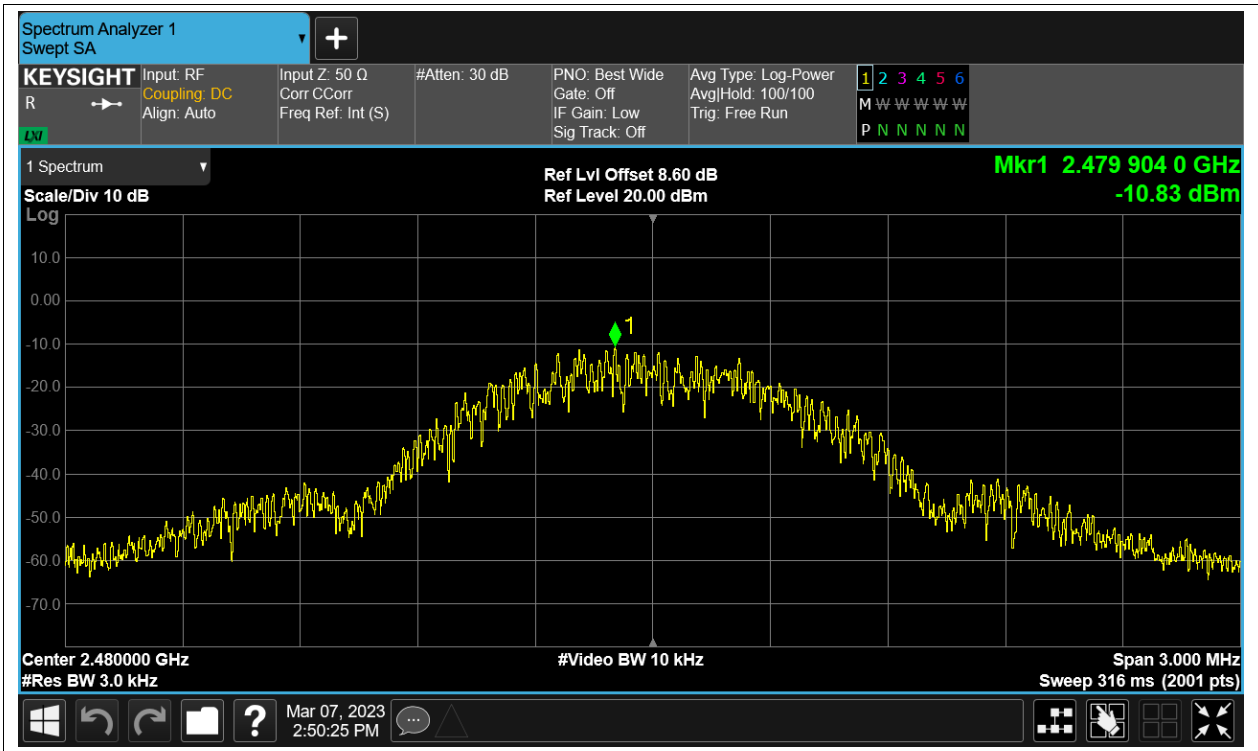 Spectrum Analyzer 1
Swept SA
KEYSIGHT
R
LXI
Input: RF
Coupling: DC
Align: Auto
Input Z: 50 Ω
Corr CCorr
Freq Ref: Int (S)
#Atten: 30 dB
PNO: Best Wide
Gate: Off
IF Gain: Low
Sig Track: Off
Avg Type: Log-Power
Avg|Hold: 100/100
Trig: Free Run
1 2 3 4 5 6
M W W W W W W
P N N N N N N
1 Spectrum
Scale/Div 10 dB
Log
Ref Lvl Offset 8.60 dB
Ref Level 20.00 dBm
Mkr1 2.479 904 0 GHz
-10.83 dBm
10.0
0.00
-10.0
-20.0
-30.0
-40.0
-50.0
-60.0
-70.0
1
Center 2.480000 GHz
#Res BW 3.0 kHz
#Video BW 10 kHz
Span 3.000 MHz
Sweep 316 ms (2001 pts)
?
Mar 07, 2023
2:50:25 PM